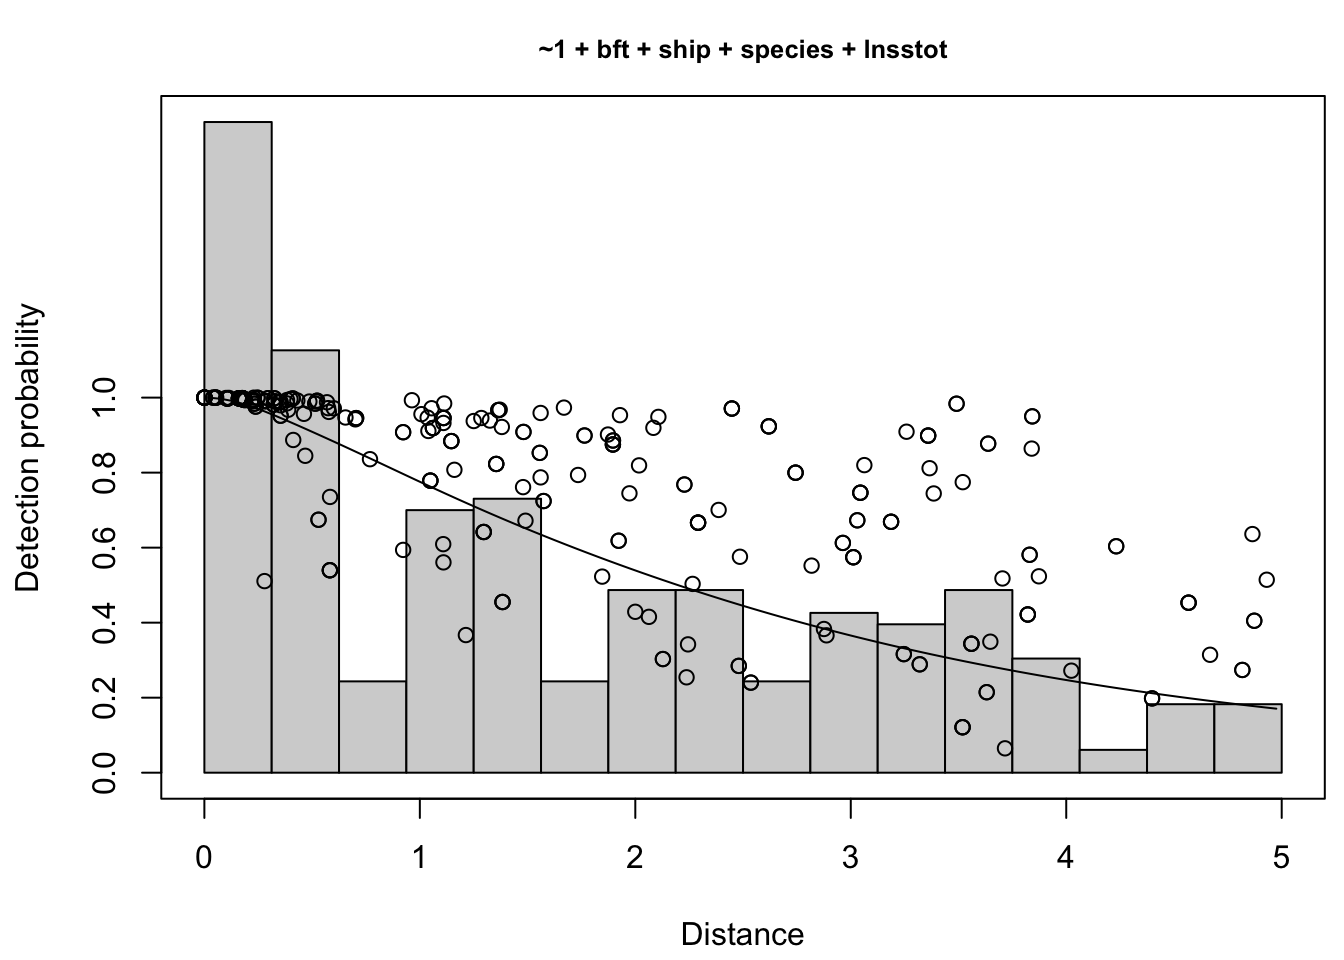 ~1 + bft + ship + species + lnsstot
Detection probability
1.0
0.8
0.6
0.4
0.2
0.0
0 1 2 3 4 5
Distance